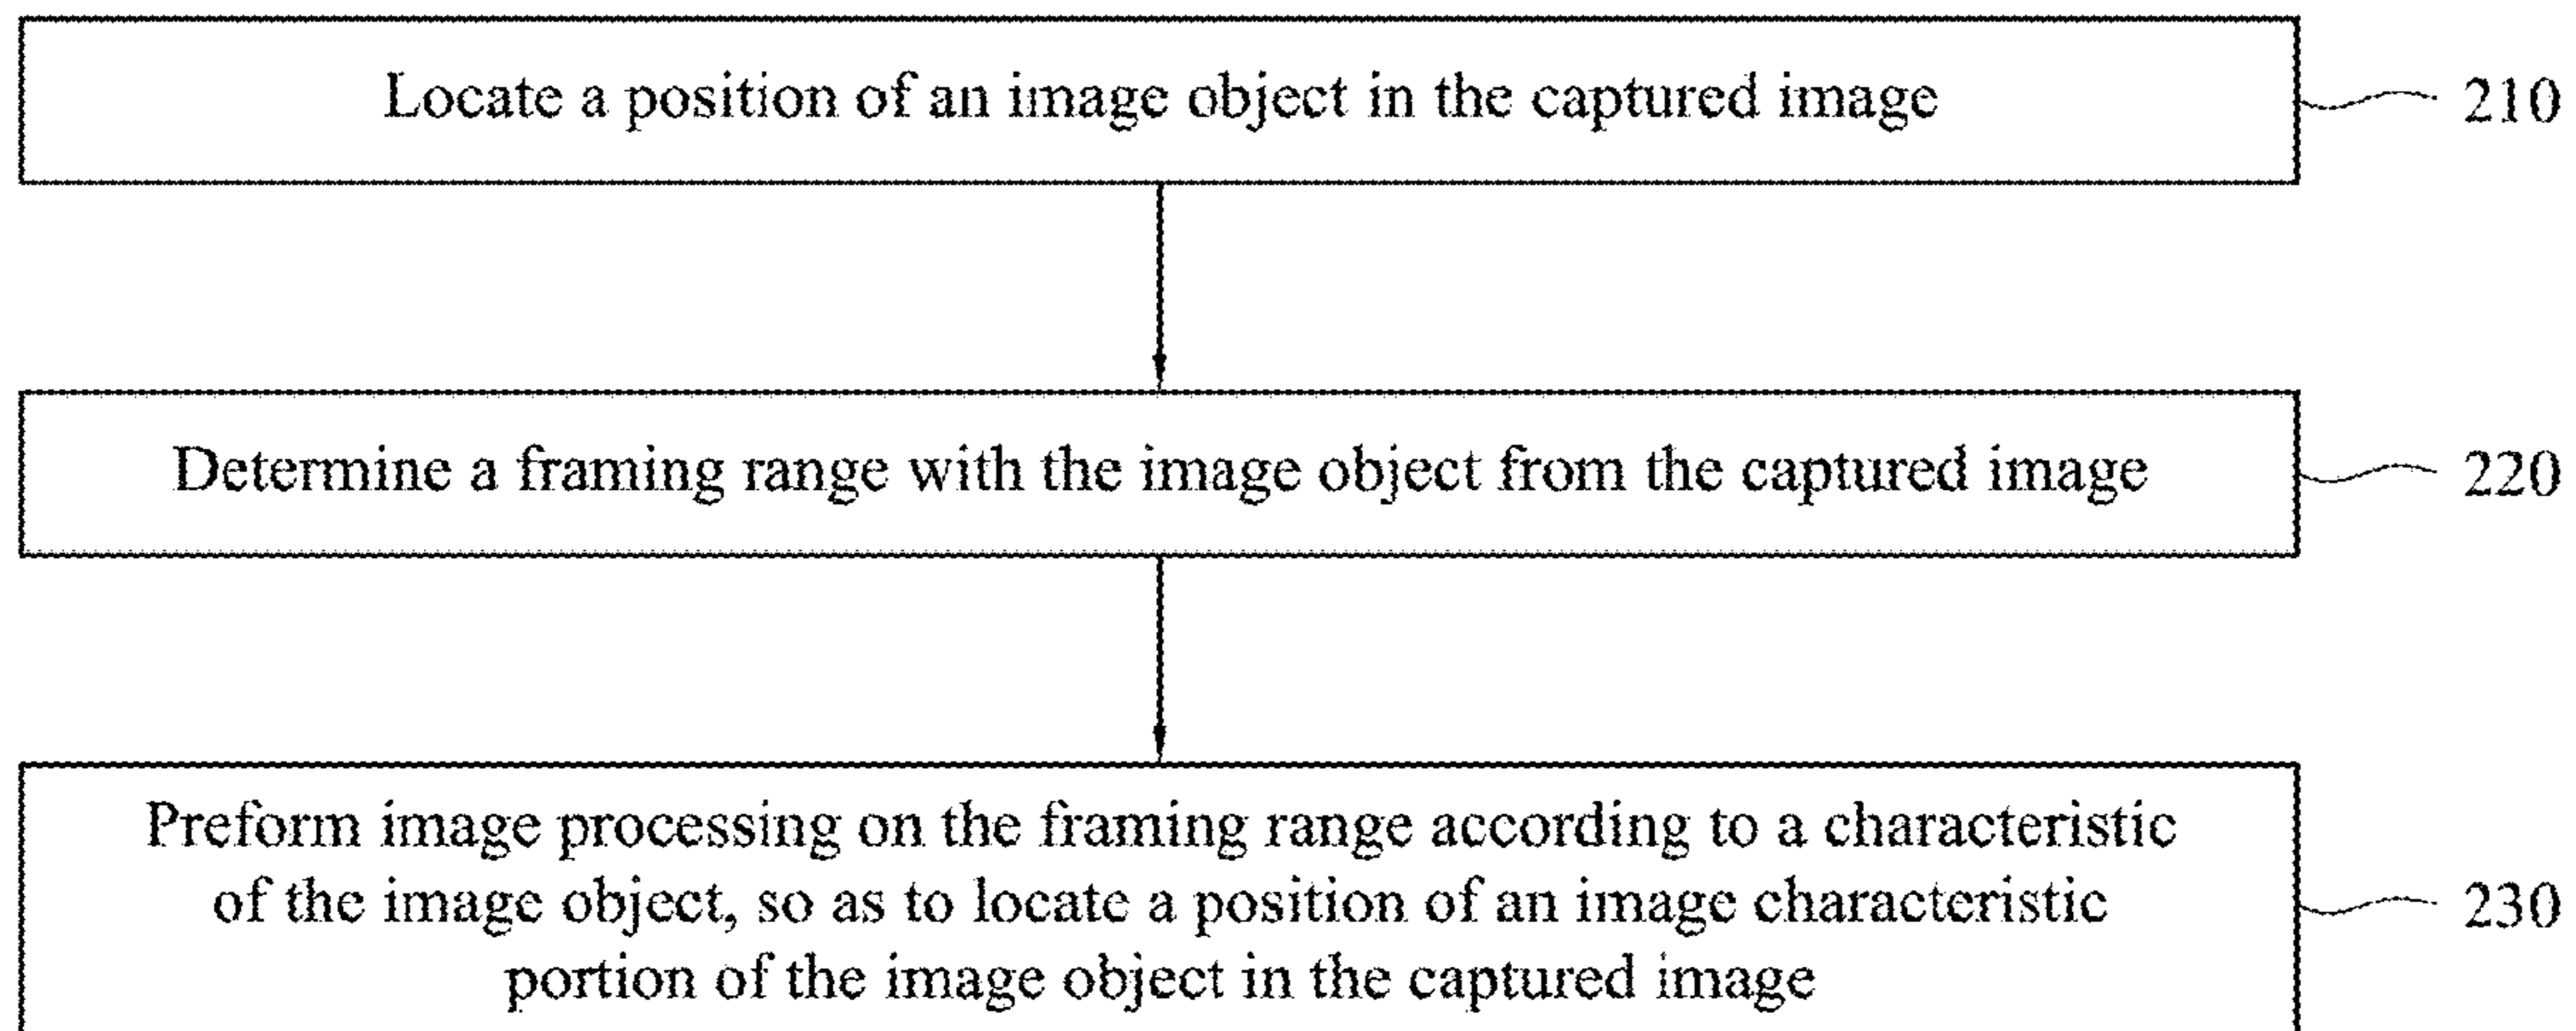 Locate a position of an image object in the captured image
210
Determine a framing range with the image object from the captured image
220
Preform image processing on the framing range according to a characteristic
of the image object, so as to locate a position of an image characteristic
portion of the image object in the captured image
230